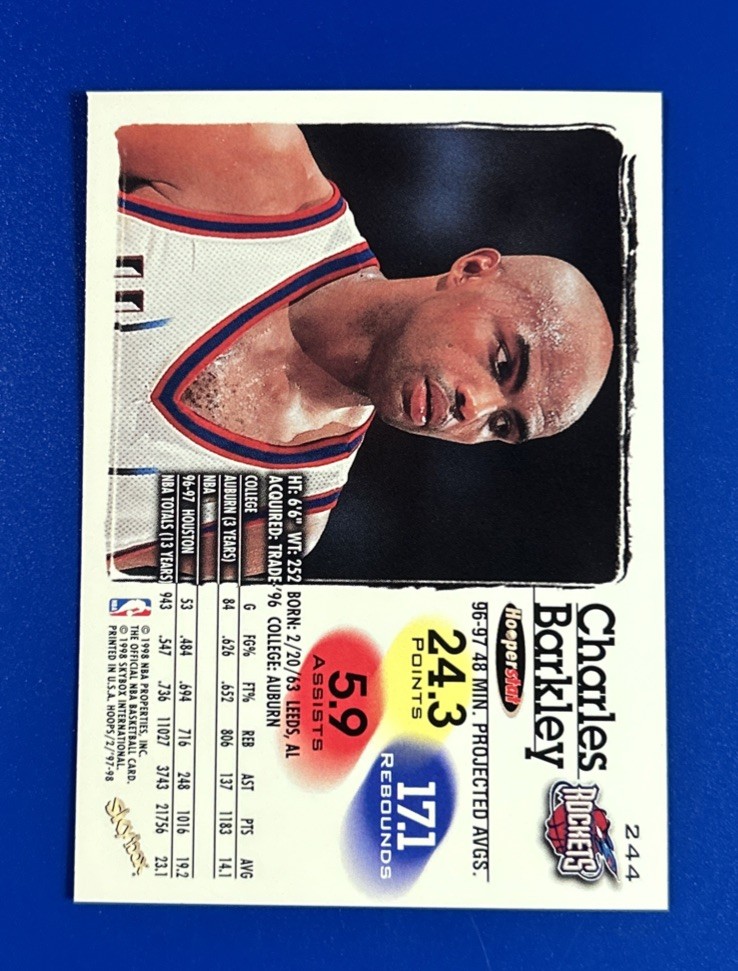 244
Charles
Barkley
ROCKETS
Hooperstat
96-97 48 MIN. PROJECTED AVGS.
24.3
POINTS
17.1
REBOUNDS
5.9
ASSISTS
HT: 6'6" WT: 252 BORN: 2/20/63 LEEDS, AL
ACQUIRED: TRADE-'96 COLLEGE: AUBURN
COLLEGE G FG% FT% REB AST PTS AVG
AUBURN (3 YEARS) 84 .626 .652 806 137 1183 14.1
NBA
96-97 HOUSTON 53 .484 .694 716 248 1016 19.2
NBA TOTALS (13 YEARS) 943 .547 .736 11027 3743 21756 23.1
NBA
© 1998 NBA PROPERTIES, INC.
THE OFFICIAL NBA BASKETBALL CARD.
© 1998 SKYBOX INTERNATIONAL.
PRINTED IN U.S.A. HOOPS/2/'97-98
Skybox